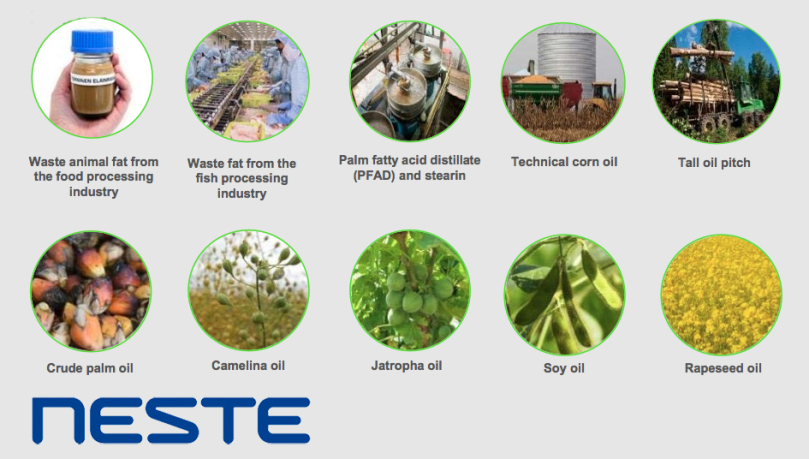 Waste animal fat from
the food processing
industry
Waste fat from the
fish processing
industry
Palm fatty acid distillate
(PFAD) and stearin
Technical corn oil
Tall oil pitch
Crude palm oil
Camelina oil
Jatropha oil
Soy oil
Rapeseed oil
NESTE